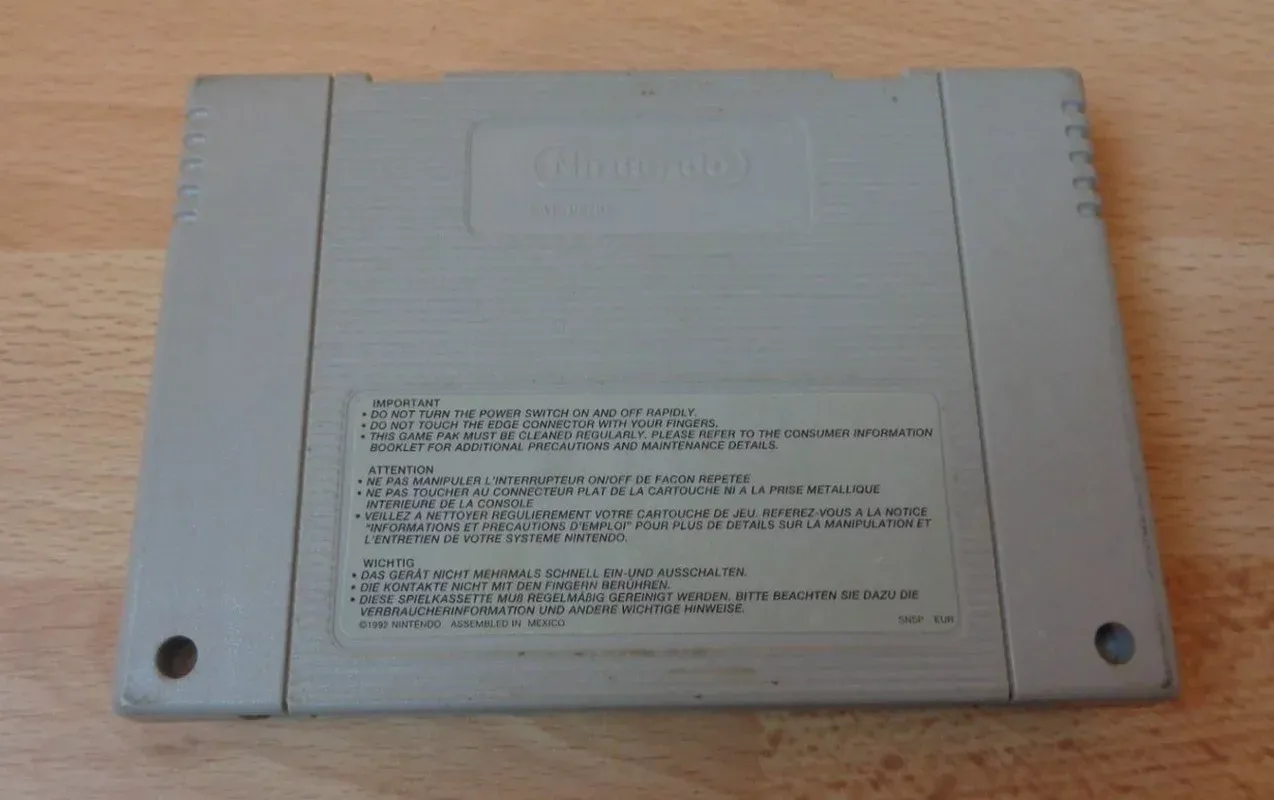 Nintendo
IMPORTANT
• DO NOT TURN THE POWER SWITCH ON AND OFF RAPIDLY.
• DO NOT TOUCH THE EDGE CONNECTOR WITH YOUR FINGERS.
• THIS GAME PAK MUST BE CLEANED REGULARLY. PLEASE REFER TO THE CONSUMER INFORMATION
BOOKLET FOR ADDITIONAL PRECAUTIONS AND MAINTENANCE DETAILS.
ATTENTION
• NE PAS MANIPULER L'INTERRUPTEUR ON/OFF DE FACON REPETEE
• NE PAS TOUCHER AU CONNECTEUR PLAT DE LA CARTOUCHE NI A LA PRISE METALLIQUE
INTERIEURE DE LA CONSOLE
• VEILLEZ A NETTOYER REGULIEREMENT VOTRE CARTOUCHE DE JEU. REFEREZ-VOUS A LA NOTICE
"INFORMATIONS ET PRECAUTIONS D'EMPLOI" POUR PLUS DE DETAILS SUR LA MANIPULATION ET
L'ENTRETIEN DE VOTRE SYSTEME NINTENDO.
WICHTIG
• DAS GERÄT NICHT MEHRMALS SCHNELL EIN-UND AUSSCHALTEN.
• DIE KONTAKTE NICHT MIT DEN FINGERN BERÜHREN.
• DIESE SPIELKASSETTE MUß REGELMÄßIG GEREINIGT WERDEN. BITTE BEACHTEN SIE DAZU DIE
VERBRAUCHERINFORMATION UND ANDERE WICHTIGE HINWEISE.
©1992 NINTENDO ASSEMBLED IN MEXICO SNSP EUR